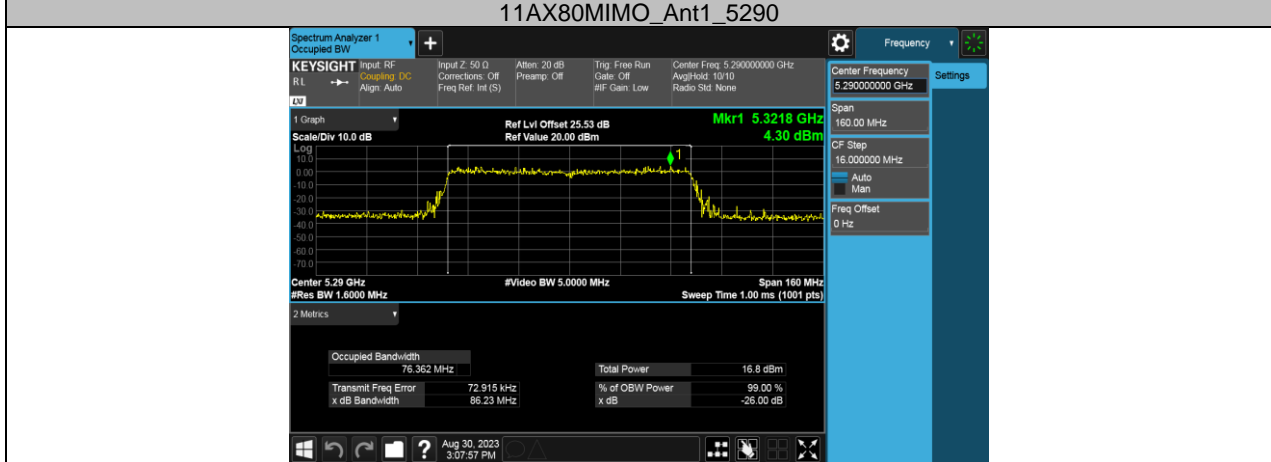 11AX80MIMO_Ant1_5290
Spectrum Analyzer 1
Occupied BW
+
Frequency
KEYSIGHT
RL
LXI
Input: RF
Coupling: DC
Align: Auto
Input Z: 50 Ω
Corrections: Off
Freq Ref: Int (S)
Atten: 20 dB
Preamp: Off
Trig: Free Run
Gate: Off
#IF Gain: Low
Center Freq: 5.290000000 GHz
Avg|Hold: 10/10
Radio Std: None
Center Frequency
5.290000000 GHz
Settings
Span
160.00 MHz
CF Step
16.000000 MHz
Auto
Man
Freq Offset
0 Hz
1 Graph
Scale/Div 10.0 dB
Ref Lvl Offset 25.53 dB
Ref Value 20.00 dBm
Mkr1 5.3218 GHz
4.30 dBm
Log
10.0
0.00
-10.0
-20.0
-30.0
-40.0
-50.0
-60.0
-70.0
1
Center 5.29 GHz
#Video BW 5.0000 MHz
Span 160 MHz
#Res BW 1.6000 MHz
Sweep Time 1.00 ms (1001 pts)
2 Metrics
Occupied Bandwidth
76.362 MHz
Total Power 16.8 dBm
Transmit Freq Error 72.915 kHz
% of OBW Power 99.00 %
x dB Bandwidth 86.23 MHz
x dB -26.00 dB
?
Aug 30, 2023
3:07:57 PM